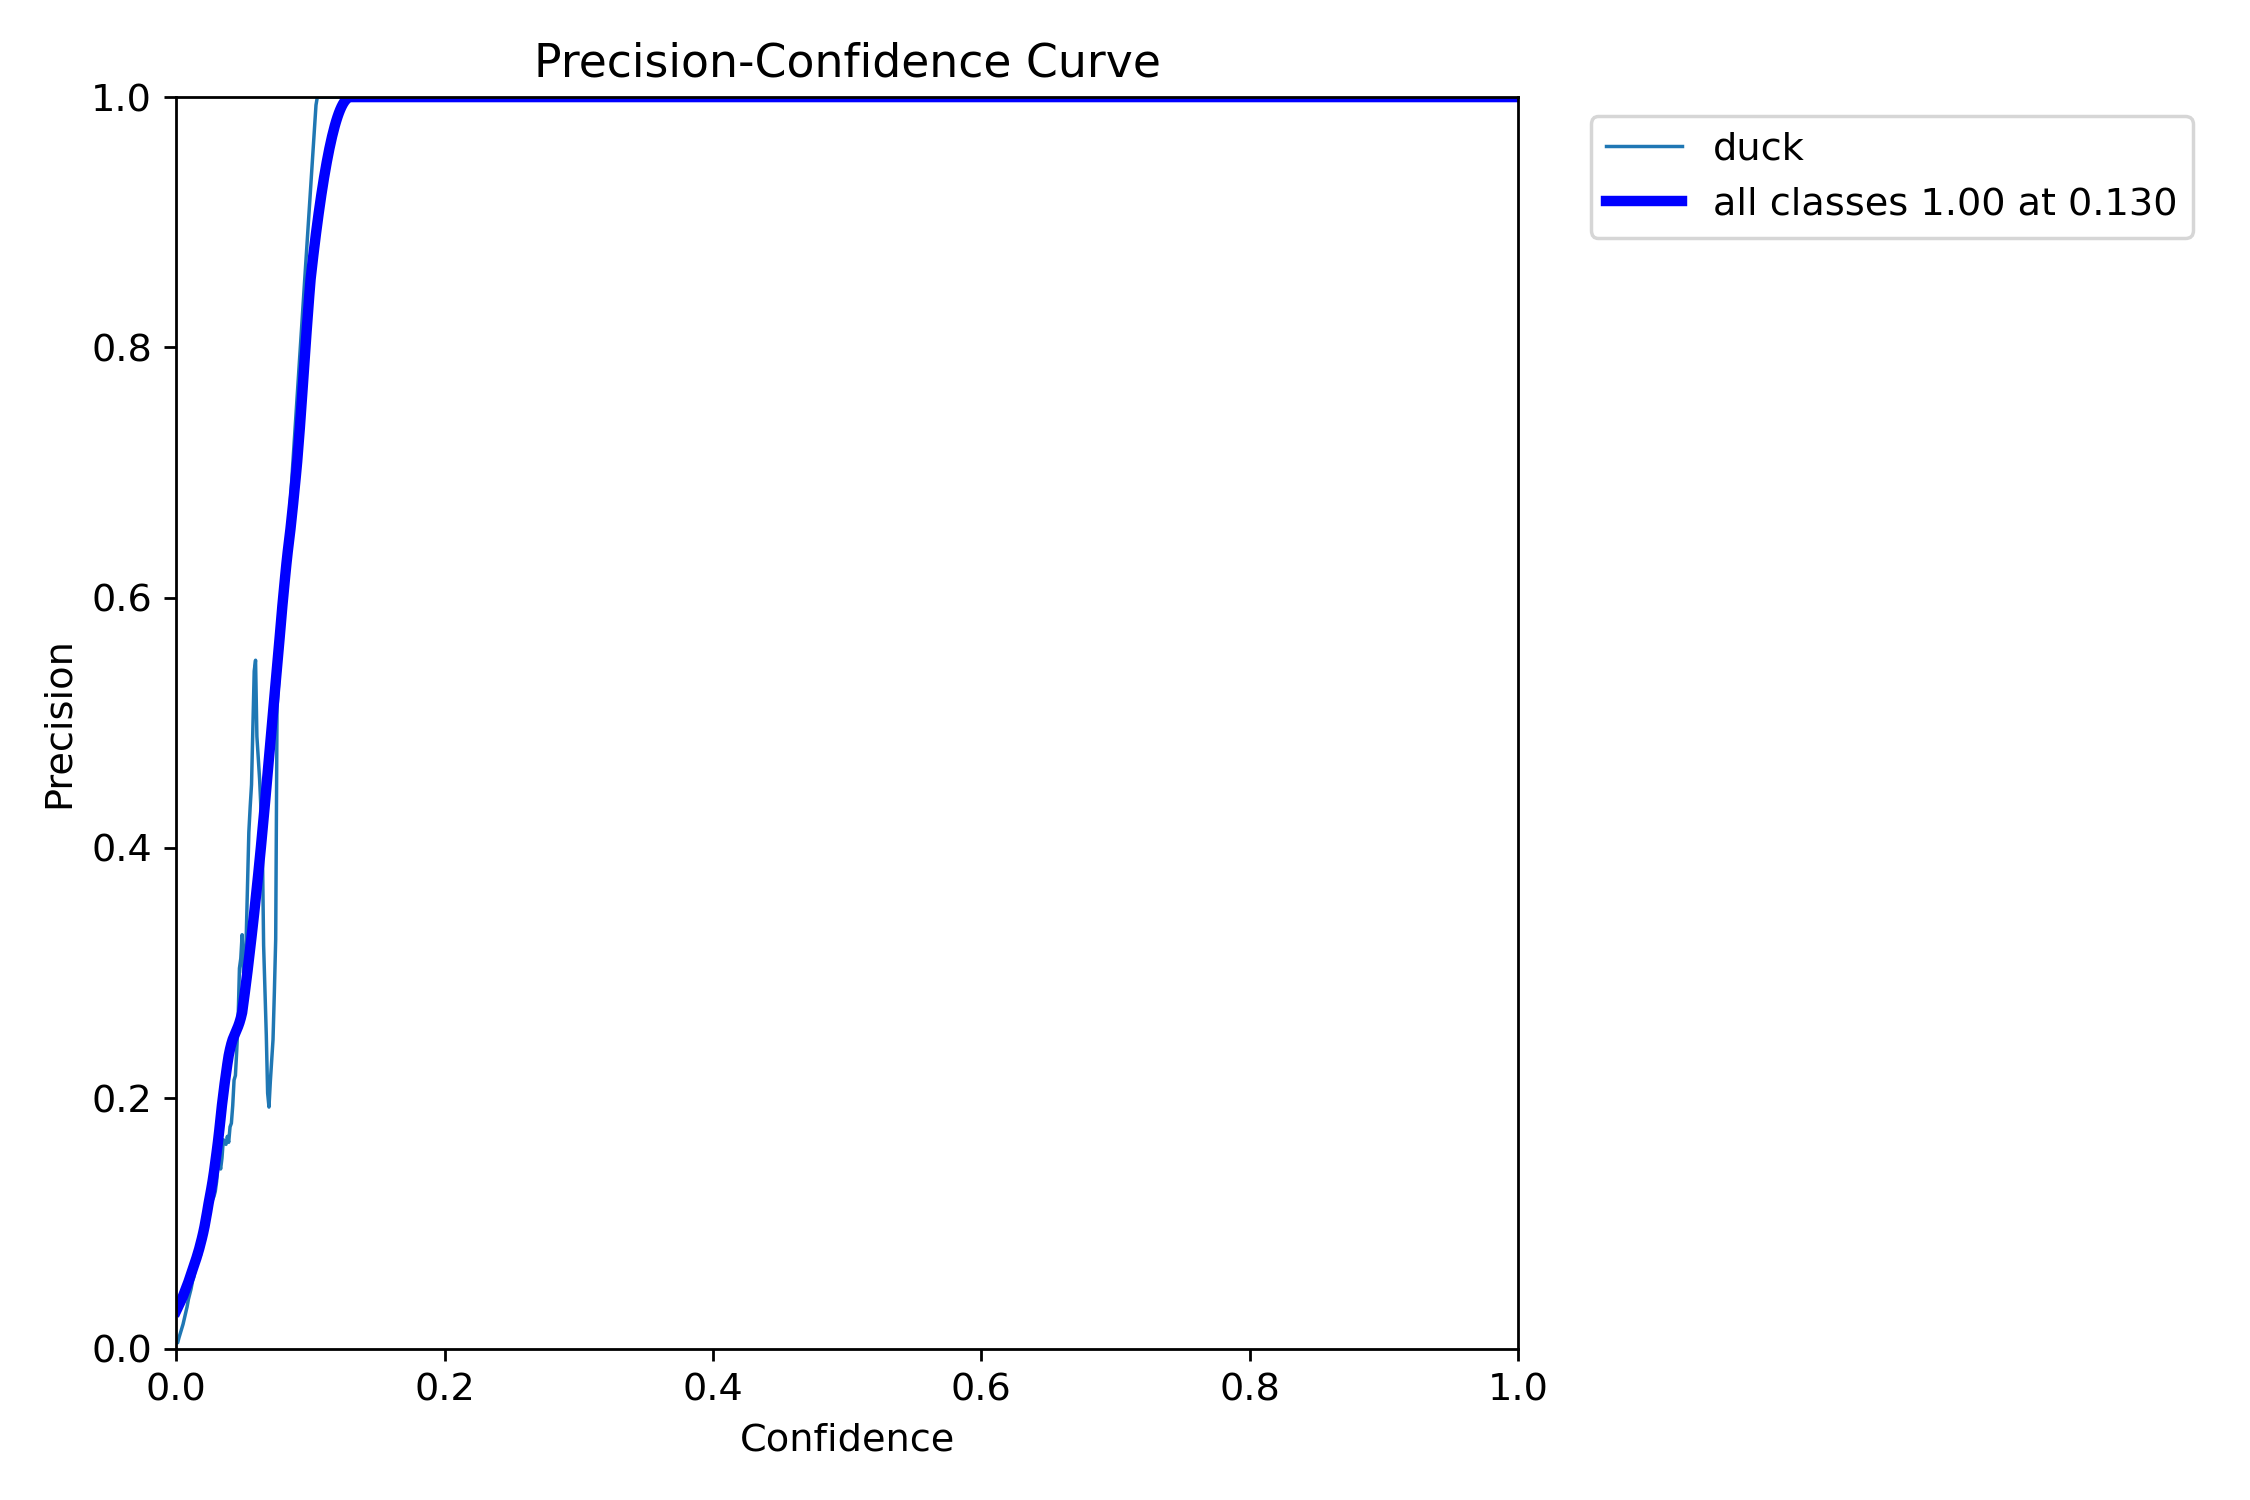 Precision-Confidence Curve
1.0
0.8
0.6
0.4
0.2
0.0
Precision
0.0 0.2 0.4 0.6 0.8 1.0
Confidence
duck
all classes 1.00 at 0.130